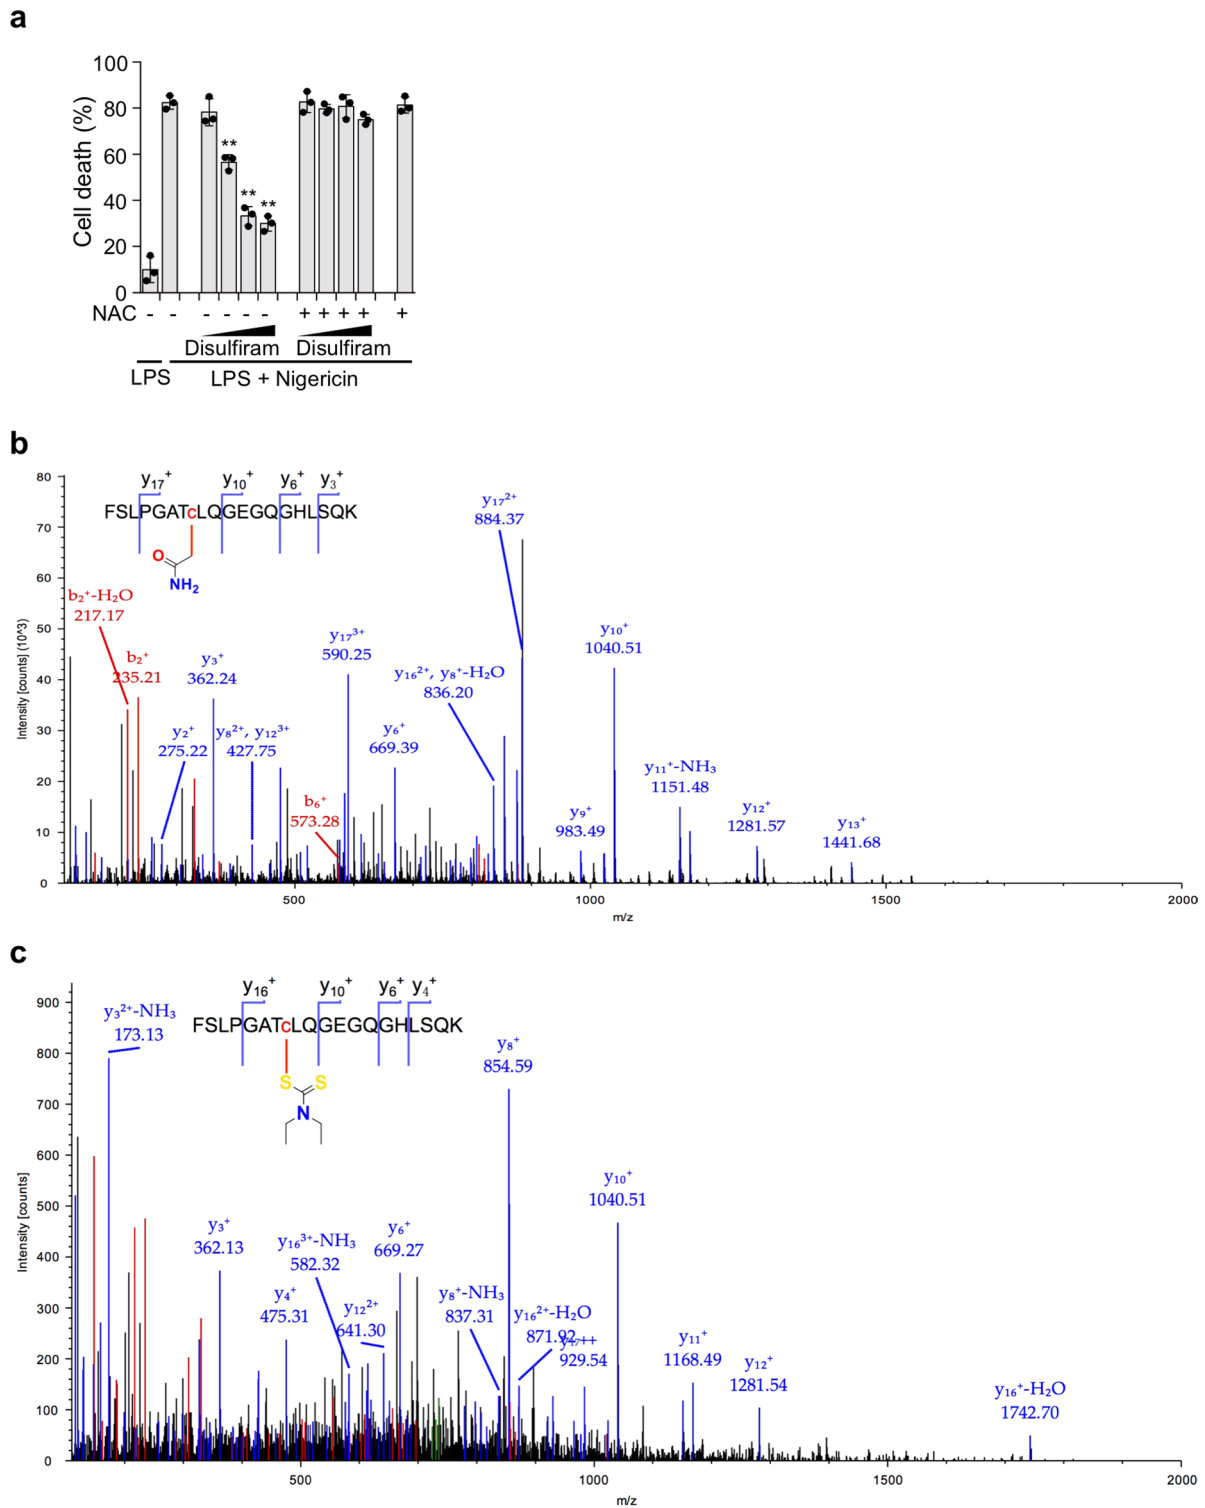 a
100
80
60
40
20
0
Cell death (%)
**
**
**
NAC - - - - - - + + + + +
Disulfiram Disulfiram
LPS LPS + Nigericin
b
80
70
60
50
40
30
20
10
0
Intensity [counts] (10^3)
y₁₇⁺ y₁₀⁺ y₆⁺ y₃⁺
FSLPGATcLQGEGQGHLSQK
O
NH₂
b₂⁺-H₂O
217.17
b₂⁺
235.21
y₃⁺
362.24
y₂⁺
275.22
y₈²⁺, y₁₂³⁺
427.75
b₆⁺
573.28
y₁₇³⁺
590.25
y₆⁺
669.39
y₁₆²⁺, y₈⁺-H₂O
836.20
y₁₇²⁺
884.37
y₉⁺
983.49
y₁₀⁺
1040.51
y₁₁⁺-NH₃
1151.48
y₁₂⁺
1281.57
y₁₃⁺
1441.68
500 1000 1500 2000
m/z
c
900
800
700
600
500
400
300
200
100
0
Intensity [counts]
y₁₆⁺ y₁₀⁺ y₆⁺ y₄⁺
FSLPGATcLQGEGQGHLSQK
S S
N
y₃²⁺-NH₃
173.13
y₃⁺
362.13
y₄⁺
475.31
y₁₆³⁺-NH₃
582.32
y₁₂²⁺
641.30
y₆⁺
669.27
y₈⁺-NH₃
837.31
y₈⁺
854.59
y₁₆²⁺-H₂O
871.92
929.54
y₁₀⁺
1040.51
y₁₁⁺
1168.49
y₁₂⁺
1281.54
y₁₆⁺-H₂O
1742.70
500 1000 1500 2000
m/z